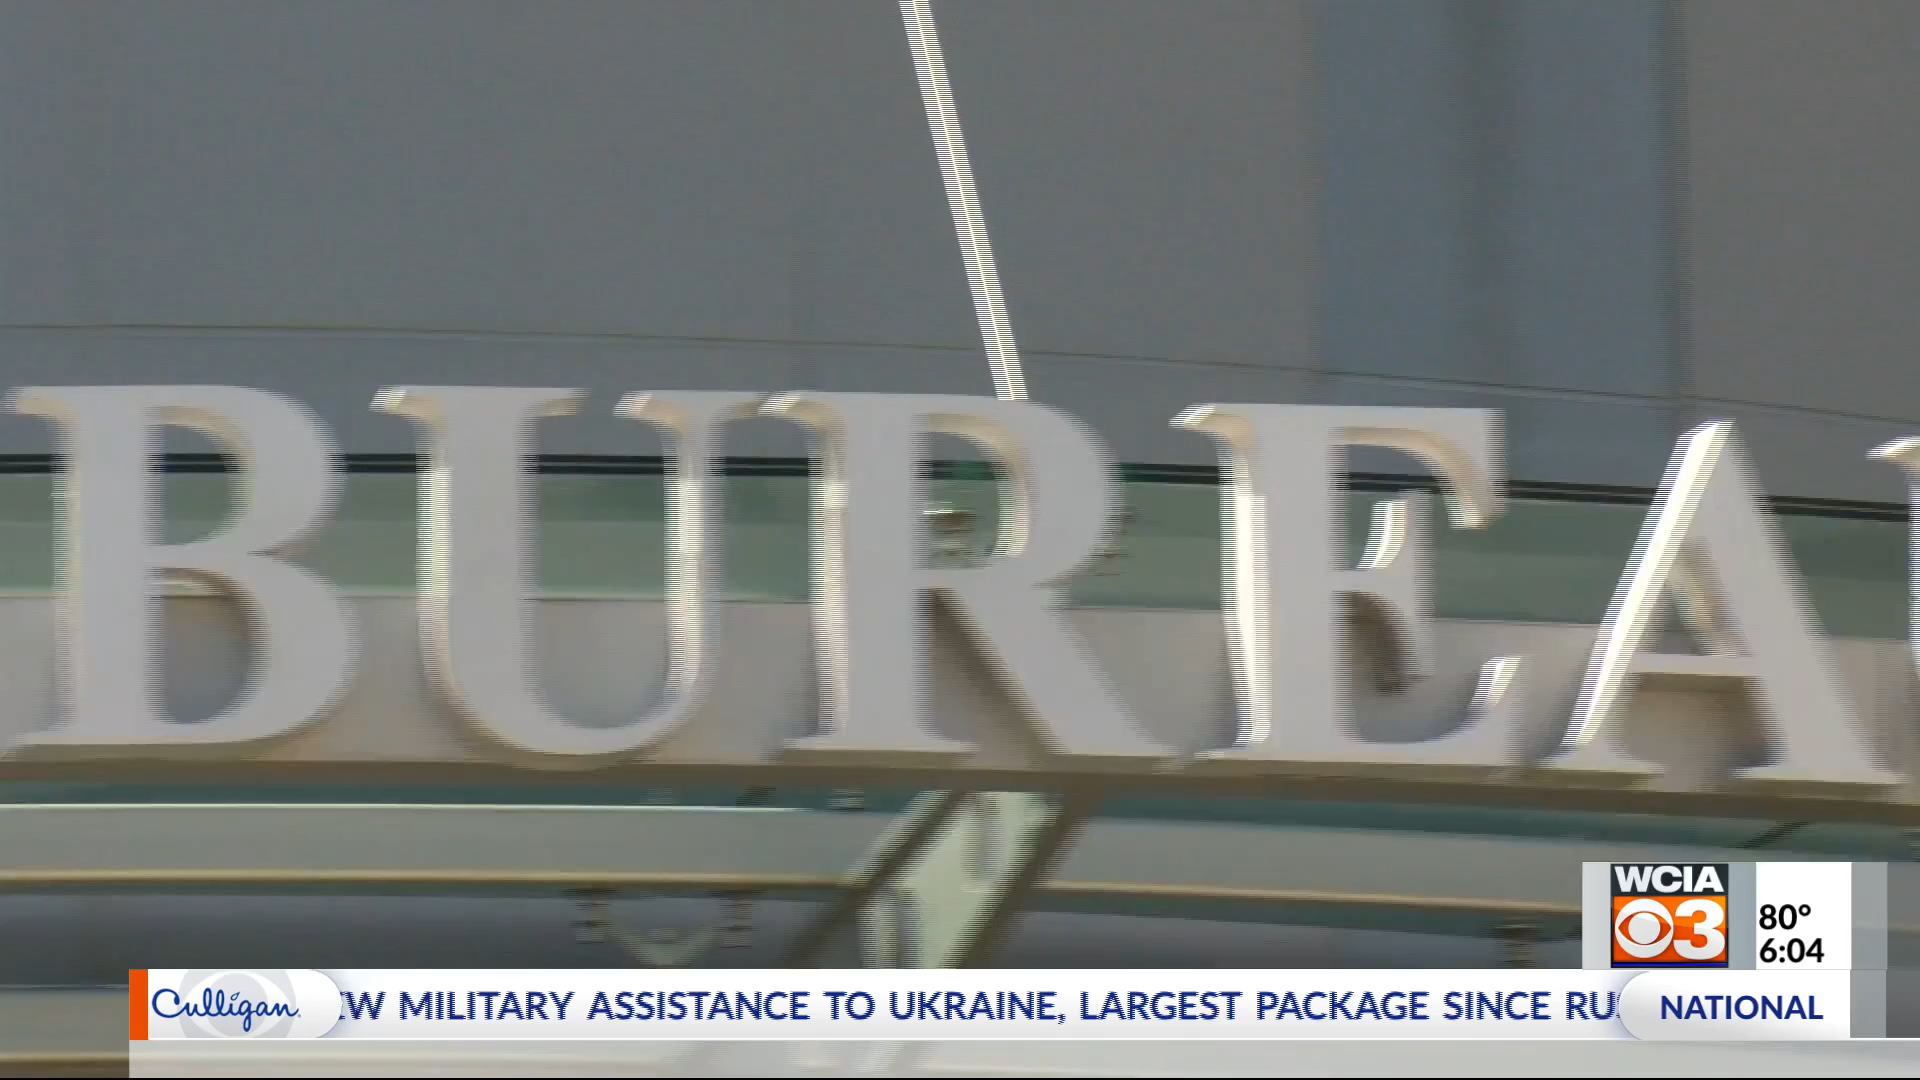 BUREA
WCIA
3
80°
6:04
Culligan.
MILITARY ASSISTANCE TO UKRAINE, LARGEST PACKAGE SINCE
NATIONAL